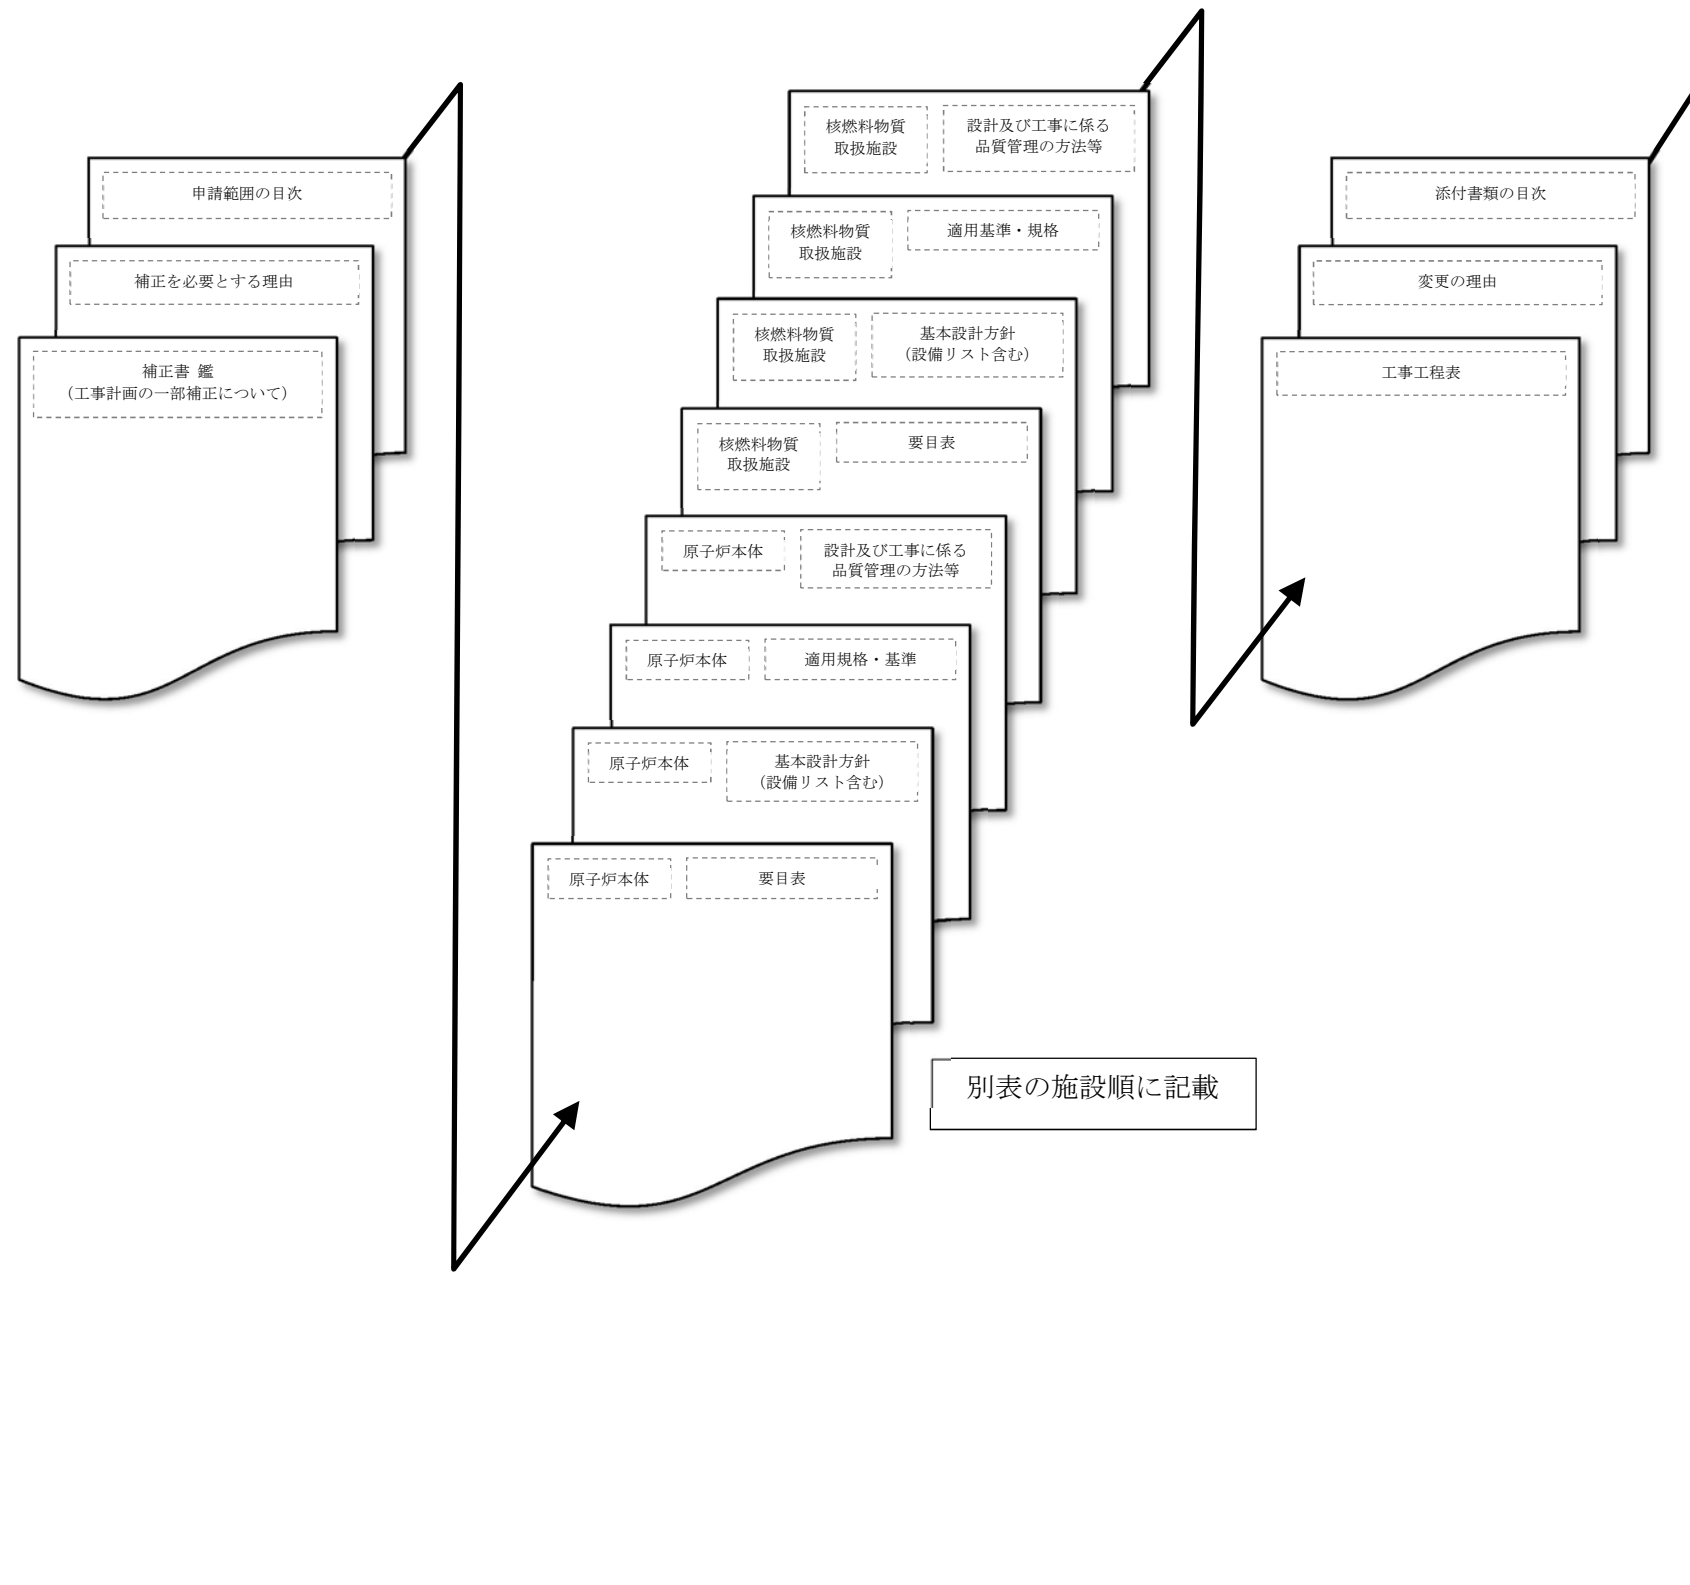 申請範囲の目次
補正を必要とする理由
補正書 鑑
（工事計画の一部補正について）
核燃料物質
取扱施設
設計及び工事に係る
品質管理の方法等
核燃料物質
取扱施設
適用基準・規格
核燃料物質
取扱施設
基本設計方針
（設備リスト含む）
核燃料物質
取扱施設
要目表
原子炉本体
設計及び工事に係る
品質管理の方法等
原子炉本体
適用規格・基準
原子炉本体
基本設計方針
（設備リスト含む）
原子炉本体
要目表
別表の施設順に記載
添付書類の目次
変更の理由
工事工程表